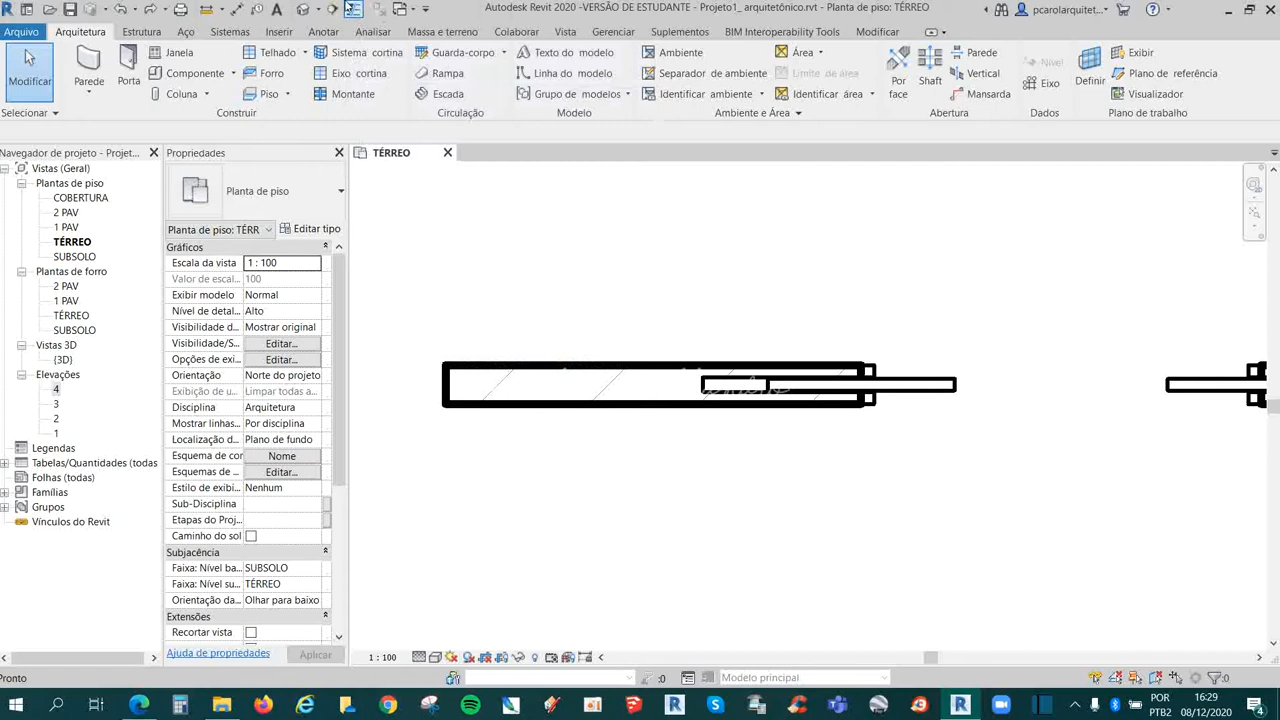 Autodesk Revit 2020 -VERSÃO DE ESTUDANTE - Projeto1_ arquitetônico.rvt - Planta de piso: TÉRREO
pcarolarquitet...
Arquivo Arquitetura Estrutura Aço Sistemas Inserir Anotar Analisar Massa e terreno Colaborar Vista Gerenciar Suplementos BIM Interoperability Tools Modificar
Modificar
Parede
Porta
Janela
Componente
Coluna
Telhado
Forro
Piso
Sistema cortina
Eixo cortina
Montante
Guarda-corpo
Rampa
Escada
Texto do modelo
Linha do modelo
Grupo de modelos
Ambiente
Separador de ambiente
Identificar ambiente
Área
Limite de área
Identificar área
Por face
Shaft
Parede
Vertical
Mansarda
Nível
Eixo
Definir
Exibir
Plano de referência
Visualizador
Selecionar Construir Circulação Modelo Ambiente e Área Abertura Dados Plano de trabalho
Navegador de projeto - Projet...
Vistas (Geral)
Plantas de piso
COBERTURA
2 PAV
1 PAV
TÉRREO
SUBSOLO
Plantas de forro
2 PAV
1 PAV
TÉRREO
SUBSOLO
Vistas 3D
{3D}
Elevações
4
3
2
1
Legendas
Tabelas/Quantidades (todas
Folhas (todas)
Famílias
Grupos
Vínculos do Revit
Propriedades
Planta de piso
Planta de piso: TÉRR
Editar tipo
Gráficos
Escala da vista 1 : 100
Valor de escal... 100
Exibir modelo Normal
Nível de detal... Alto
Visibilidade d... Mostrar original
Visibilidade/S... Editar...
Opções de exi... Editar...
Orientação Norte do projeto
Exibição de u... Limpar todas a...
Disciplina Arquitetura
Mostrar linhas... Por disciplina
Localização d... Plano de fundo
Esquema de cor Nome
Esquemas de ... Editar...
Estilo de exibi... Nenhum
Sub-Disciplina
Etapas do Proj...
Caminho do sol
Subjacência
Faixa: Nível ba... SUBSOLO
Faixa: Nível su... TÉRREO
Orientação da... Olhar para baixo
Extensões
Recortar vista
Ajuda de propriedades
Aplicar
TÉRREO
1 : 100
Pronto
:0
Modelo principal
:0
POR
PTB2
16:29
08/12/2020
4